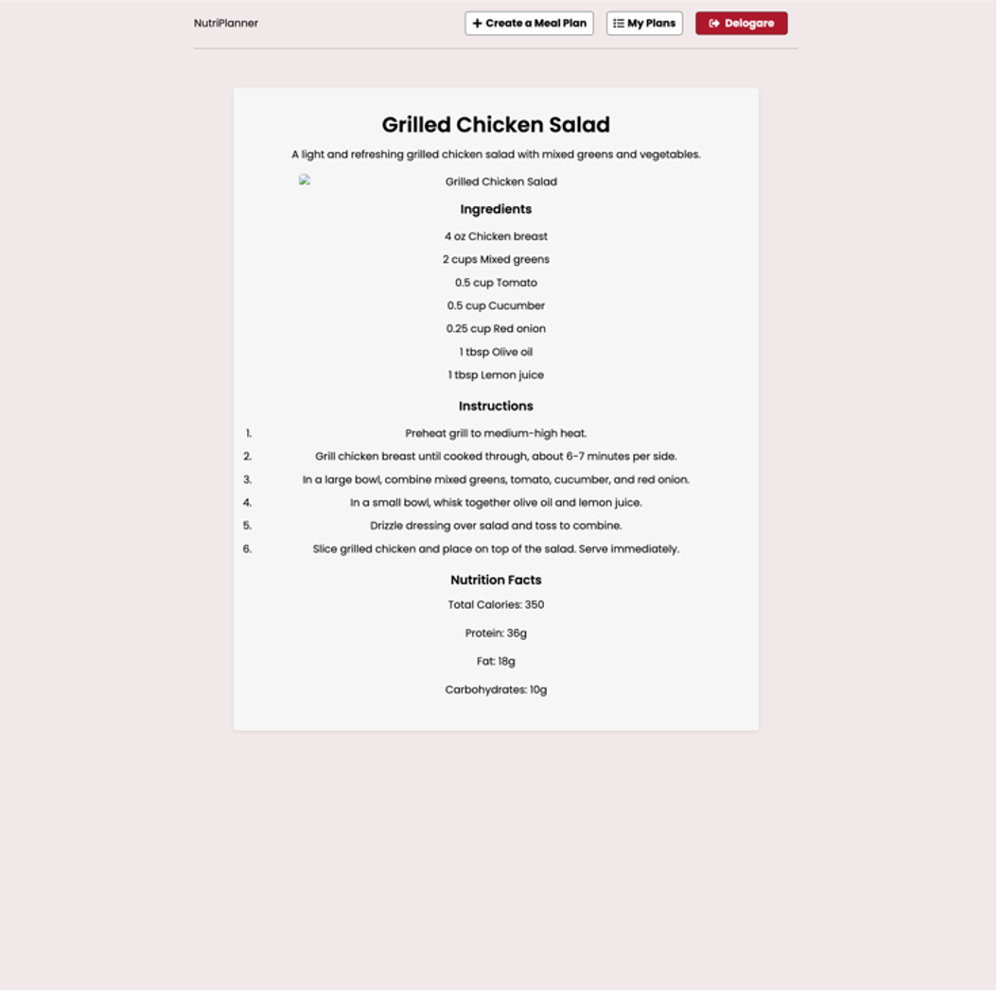 NutriPlanner
+ Create a Meal Plan
My Plans
Delogare
Grilled Chicken Salad
A light and refreshing grilled chicken salad with mixed greens and vegetables.
Grilled Chicken Salad
Ingredients
4 oz Chicken breast
2 cups Mixed greens
0.5 cup Tomato
0.5 cup Cucumber
0.25 cup Red onion
1 tbsp Olive oil
1 tbsp Lemon juice
Instructions
1. Preheat grill to medium-high heat.
2. Grill chicken breast until cooked through, about 6-7 minutes per side.
3. In a large bowl, combine mixed greens, tomato, cucumber, and red onion.
4. In a small bowl, whisk together olive oil and lemon juice.
5. Drizzle dressing over salad and toss to combine.
6. Slice grilled chicken and place on top of the salad. Serve immediately.
Nutrition Facts
Total Calories: 350
Protein: 36g
Fat: 18g
Carbohydrates: 10g